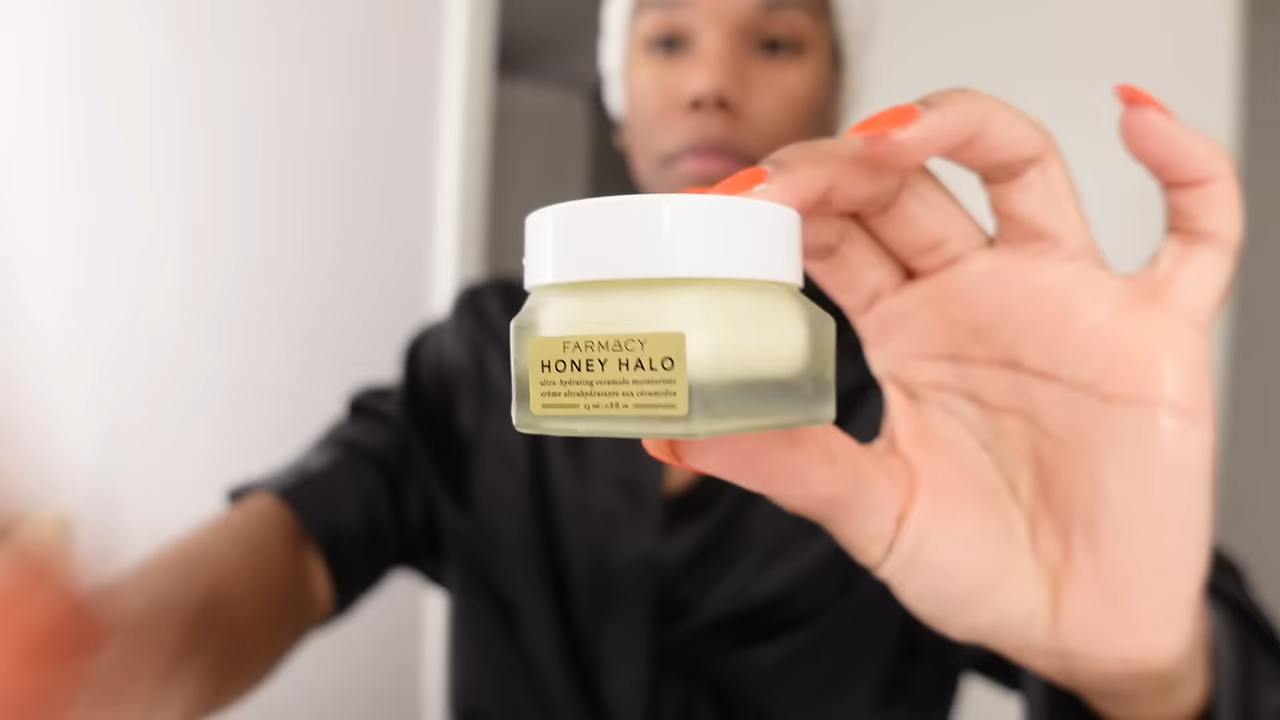 FARMACY
HONEY HALO
ultra-hydrating ceramide moisturizer
crème ultrahydratante aux céramides